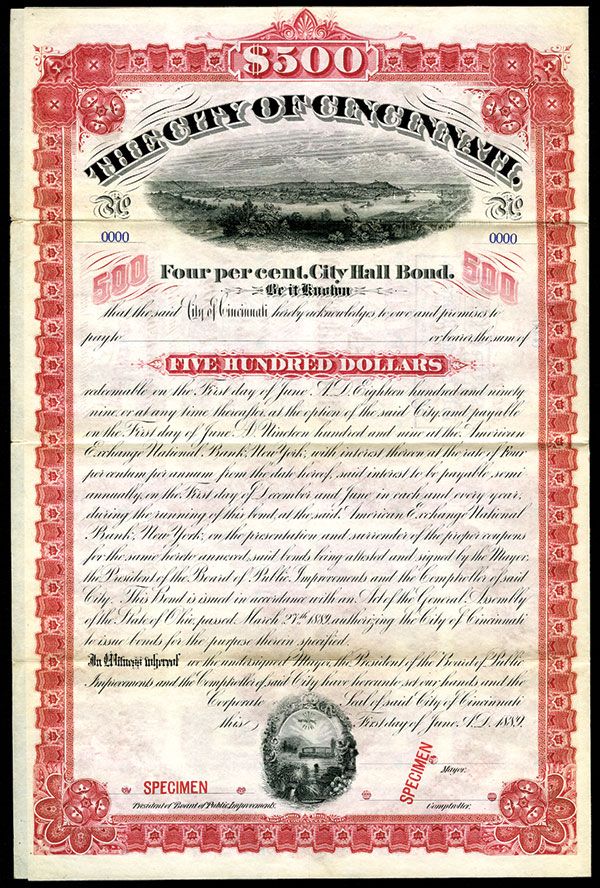 $500
THE CITY OF CINCINNATI.
No No
0000 0000
500 Four per cent. City Hall Bond. 500
Be it Known
that the said City of Cincinnati hereby acknowledges to owe and promises to
pay to or bearer, the sum of
FIVE HUNDRED DOLLARS
redeemable on the First day of June A.D. Eighteen hundred and ninety
nine, or at any time thereafter, at the option of the said City, and payable
on the First day of June A.D. Nineteen hundred and nine at the American
Exchange National Bank, New York, with interest thereon at the rate of Four
per centum per annum from the date hereof, said interest to be payable semi
annually, on the First day of December and June, in each and every year,
during the running of this bond, at the said American Exchange National
Bank, New York, on the presentation and surrender of the proper coupons
for the same hereto annexed, said bonds being attested and signed by the Mayor,
the President of the Board of Public Improvements and the Comptroller of said
City. This Bond is issued in accordance with an Act of the General Assembly
of the State of Ohio, passed March 27th 1889, authorizing the City of Cincinnati
to issue bonds for the purpose therein specified.
In Witness whereof we the undersigned Mayor, the President of the Board of Public
Improvements and the Comptroller of said City have hereunto set our hands and the
Corporate Seal of said City of Cincinnati
this First day of June, A.D. 1889.
Mayor.
SPECIMEN SPECIMEN
President of Board of Public Improvements. Comptroller.